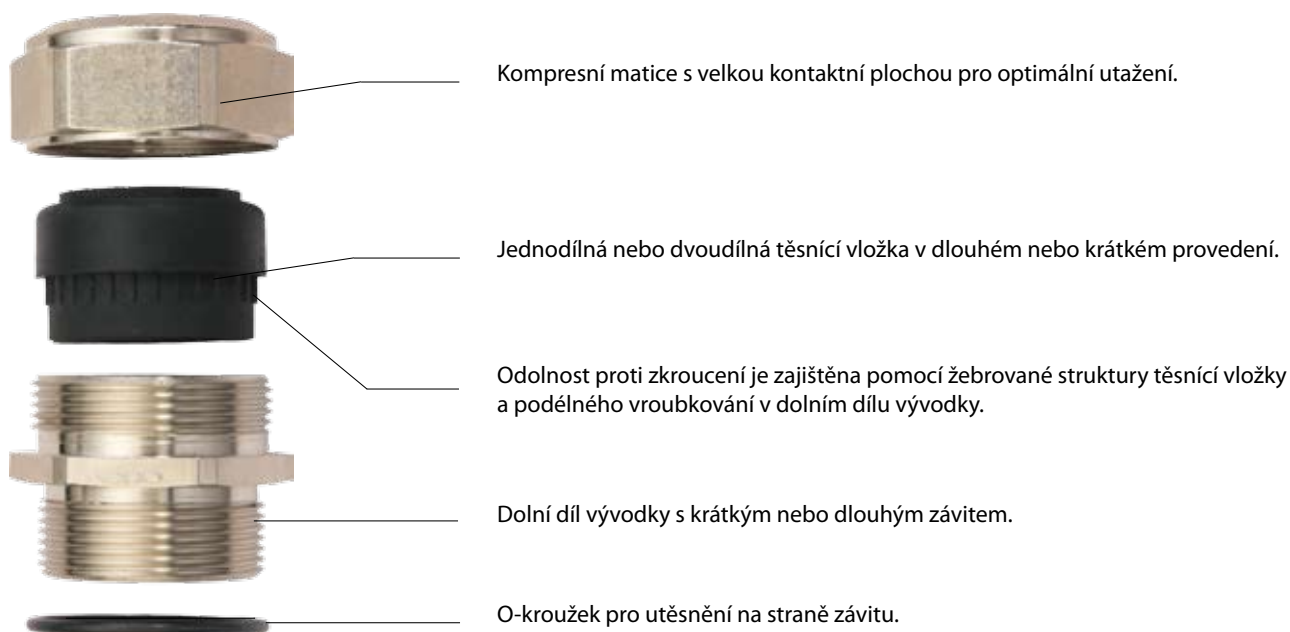 Kompresní matice s velkou kontaktní plochou pro optimální utažení.
Jednodílná nebo dvoudílná těsnící vložka v dlouhém nebo krátkém provedení.
Odolnost proti zkroucení je zajištěna pomocí žebrované struktury těsnící vložky
a podélného vroubkování v dolním dílu vývodky.
Dolní díl vývodky s krátkým nebo dlouhým závitem.
O-kroužek pro utěsnění na straně závitu.